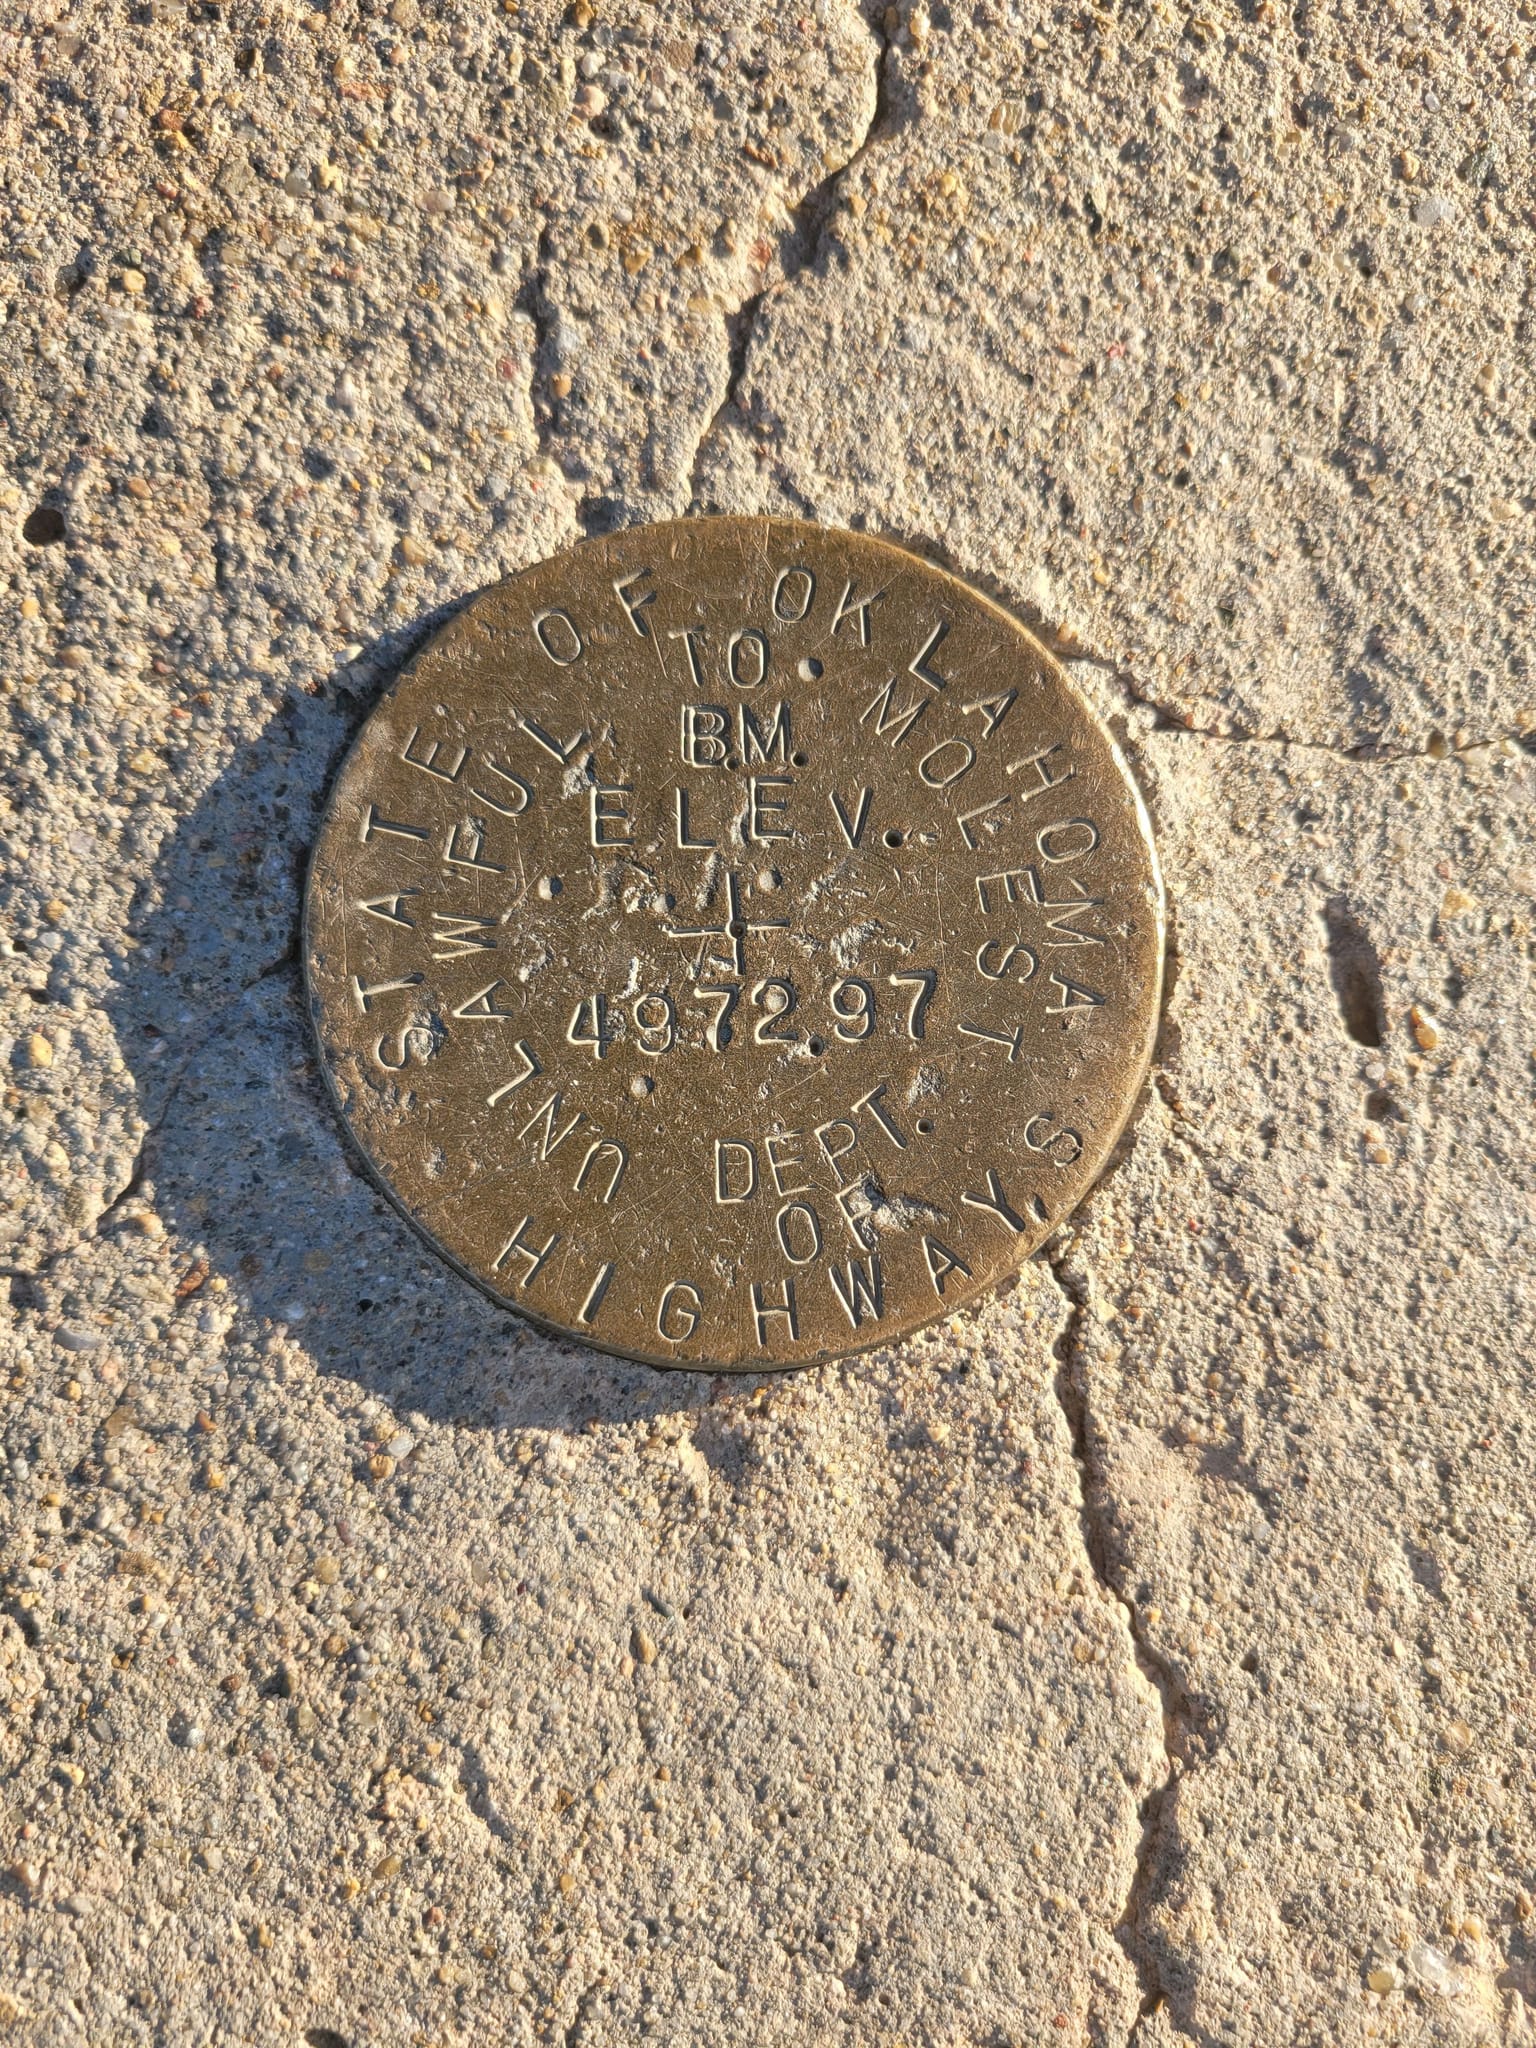 STATE OF OKLAHOMA
UNLAWFUL TO MOLEST
B.M.
ELEV.
4972.97
DEPT.
OF
HIGHWAYS